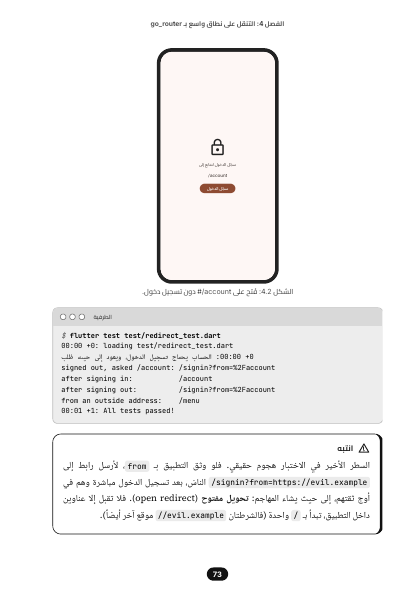 الفصل 4: التنقل على نطاق واسع بـ go_router
سجّل الدخول لتتابع إلى
/account
سجّل الدخول
الشكل 4.2: فُتح على account/# دون تسجيل دخول.
الطرفية
$ flutter test test/redirect_test.dart
00:00 +0: loading test/redirect_test.dart
00:00 +0: الحساب يحتاج تسجيل الدخول، ويعود إلى حيث طُلب
signed out, asked /account: /signin?from=%2Faccount
after signing in: /account
after signing out: /signin?from=%2Faccount
from an outside address: /menu
00:01 +1: All tests passed!
انتبه
السطر الأخير في الاختبار هجوم حقيقي. فلو وثق التطبيق بـ from، لأرسل رابط إلى
/signin?from=https://evil.example الناسَ، بعد تسجيل الدخول مباشرة وهم في
أوج ثقتهم، إلى حيث يشاء المهاجم: تحويل مفتوح (open redirect). فلا تقبل إلا عناوين
داخل التطبيق، تبدأ بـ / واحدة (فالشرطتان //evil.example موقع آخر أيضاً).
73